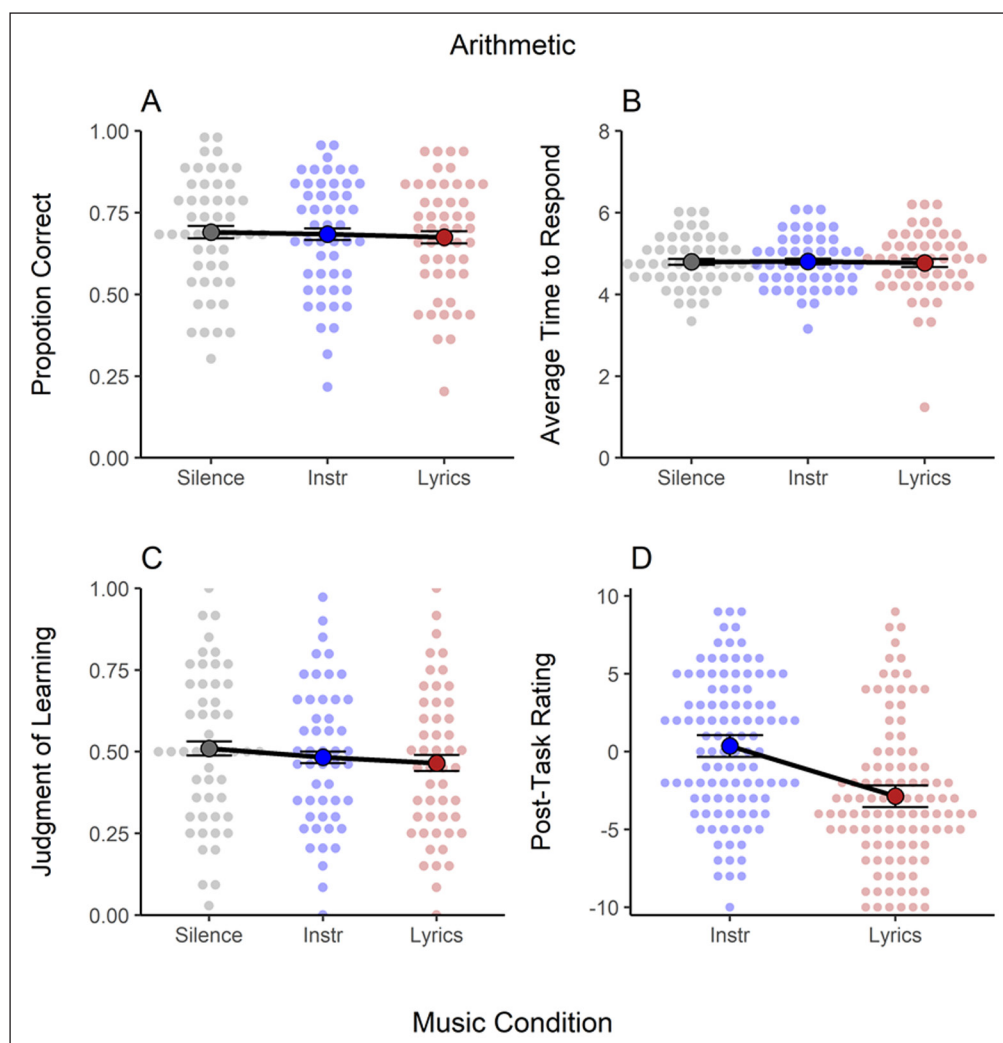 Arithmetic
A
Propotion Correct
1.00
0.75
0.50
0.25
0.00
Silence
Instr
Lyrics
B
Average Time to Respond
8
6
4
2
0
Silence
Instr
Lyrics
C
Judgment of Learning
1.00
0.75
0.50
0.25
0.00
Silence
Instr
Lyrics
D
Post-Task Rating
10
5
0
-5
-10
Instr
Lyrics
Music Condition